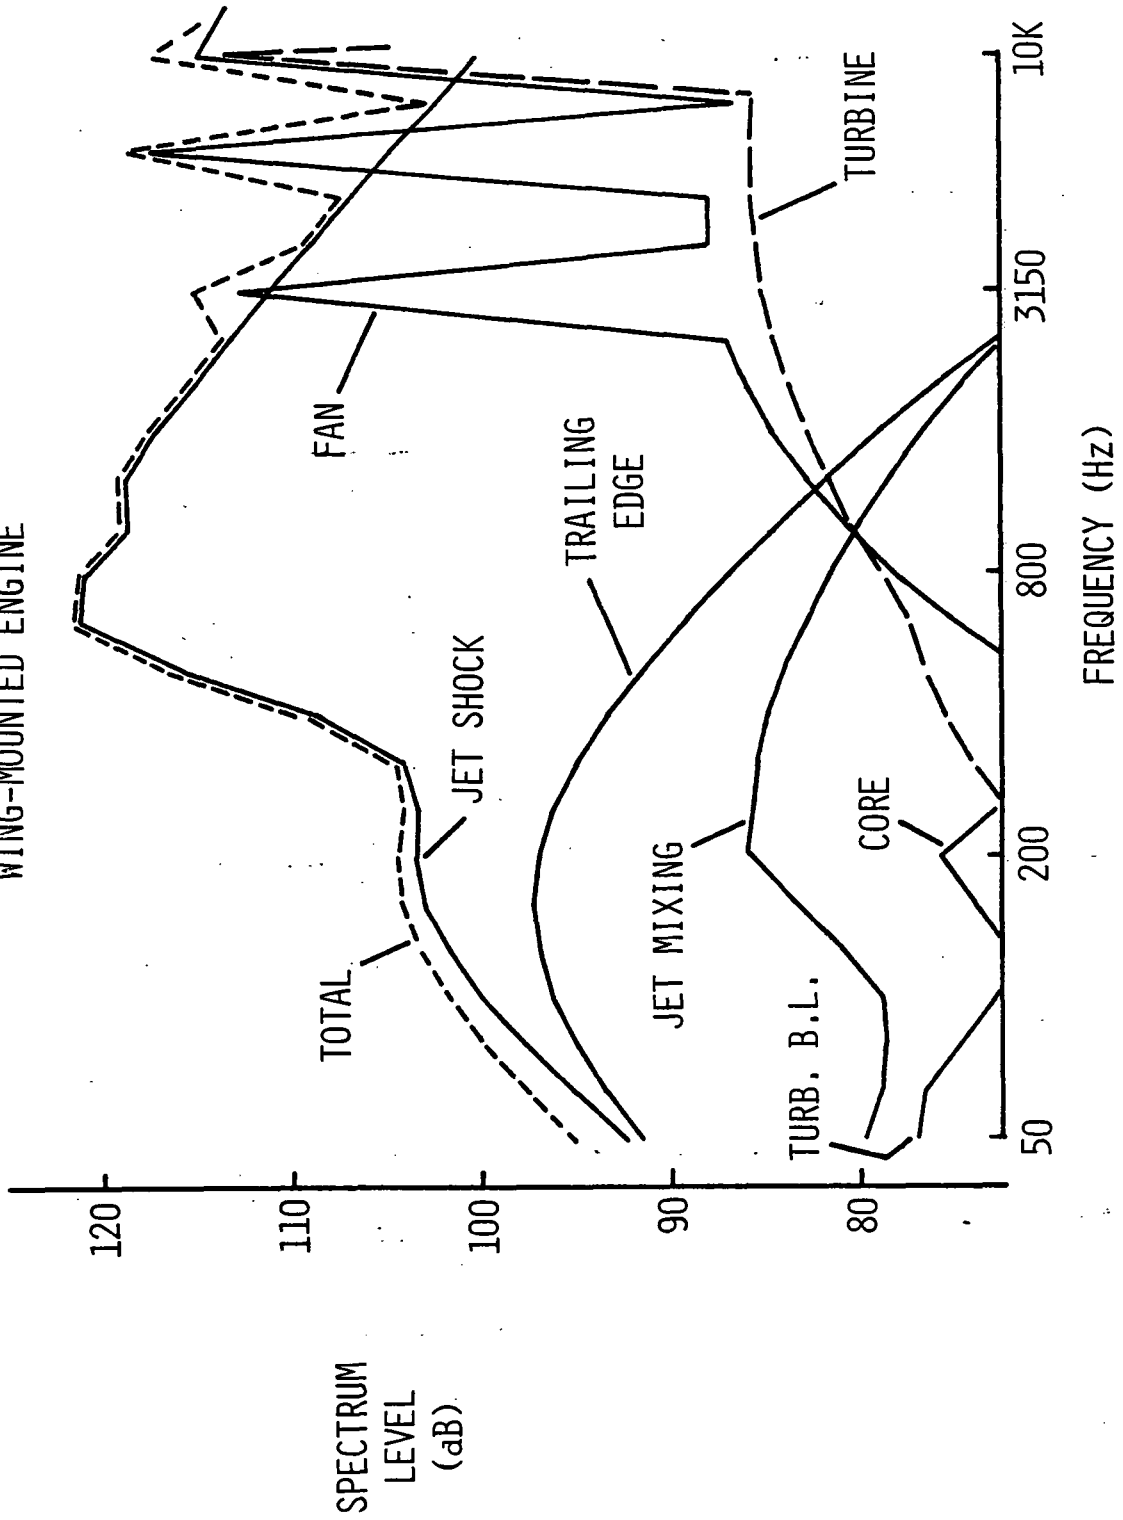 WING-MOUNTED ENGINE
SPECTRUM
LEVEL
(dB)
120
110
100
90
80
TOTAL
JET SHOCK
FAN
TRAILING
EDGE
JET MIXING
TURB. B.L.
CORE
TURBINE
50
200
800
3150
10K
FREQUENCY (Hz)